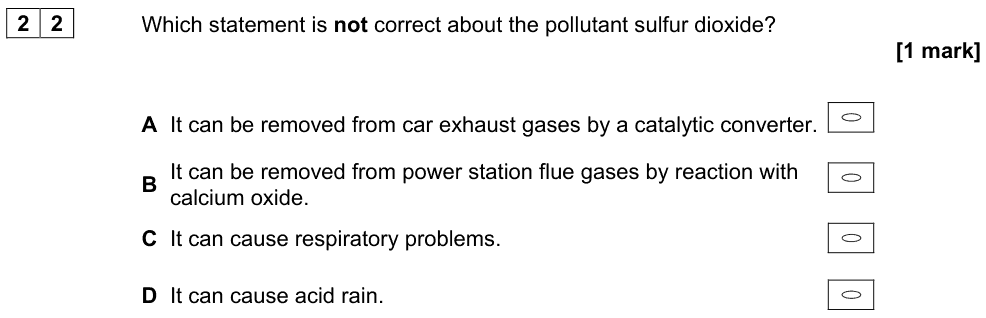 2 2 Which statement is not correct about the pollutant sulfur dioxide?
[1 mark]
A It can be removed from car exhaust gases by a catalytic converter.
B It can be removed from power station flue gases by reaction with
calcium oxide.
C It can cause respiratory problems.
D It can cause acid rain.